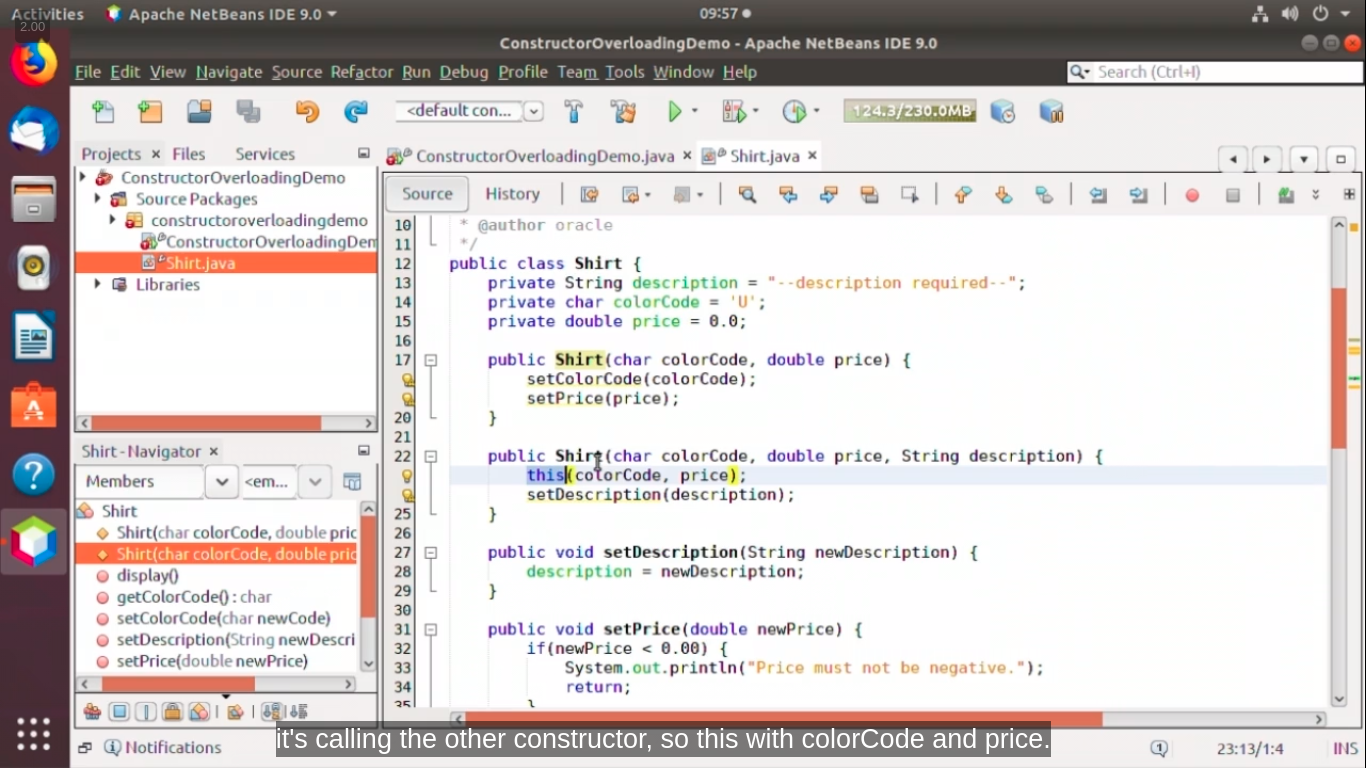 Activities Apache NetBeans IDE 9.0 09:57
2.00
ConstructorOverloadingDemo - Apache NetBeans IDE 9.0
File Edit View Navigate Source Refactor Run Debug Profile Team Tools Window Help Search (Ctrl+I)
<default con... 124.3/230.0MB
Projects Files Services
ConstructorOverloadingDemo
Source Packages
constructoroverloadingdemo
ConstructorOverloadingDem
Shirt.java
Libraries
Shirt - Navigator
Members <em...
Shirt
Shirt(char colorCode, double pric
Shirt(char colorCode, double pric
display()
getColorCode() : char
setColorCode(char newCode)
setDescription(String newDescri
setPrice(double newPrice)
ConstructorOverloadingDemo.java Shirt.java
Source History
10 * @author oracle
11 */
12 public class Shirt {
13 private String description = "--description required--";
14 private char colorCode = 'U';
15 private double price = 0.0;
16
17 public Shirt(char colorCode, double price) {
setColorCode(colorCode);
setPrice(price);
20 }
21
22 public Shirt(char colorCode, double price, String description) {
this(colorCode, price);
setDescription(description);
25 }
26
27 public void setDescription(String newDescription) {
28 description = newDescription;
29 }
30
31 public void setPrice(double newPrice) {
32 if(newPrice < 0.00) {
33 System.out.println("Price must not be negative.");
34 return;
35 }
it's calling the other constructor, so this with colorCode and price.
Notifications 1 23:13/1:4 INS